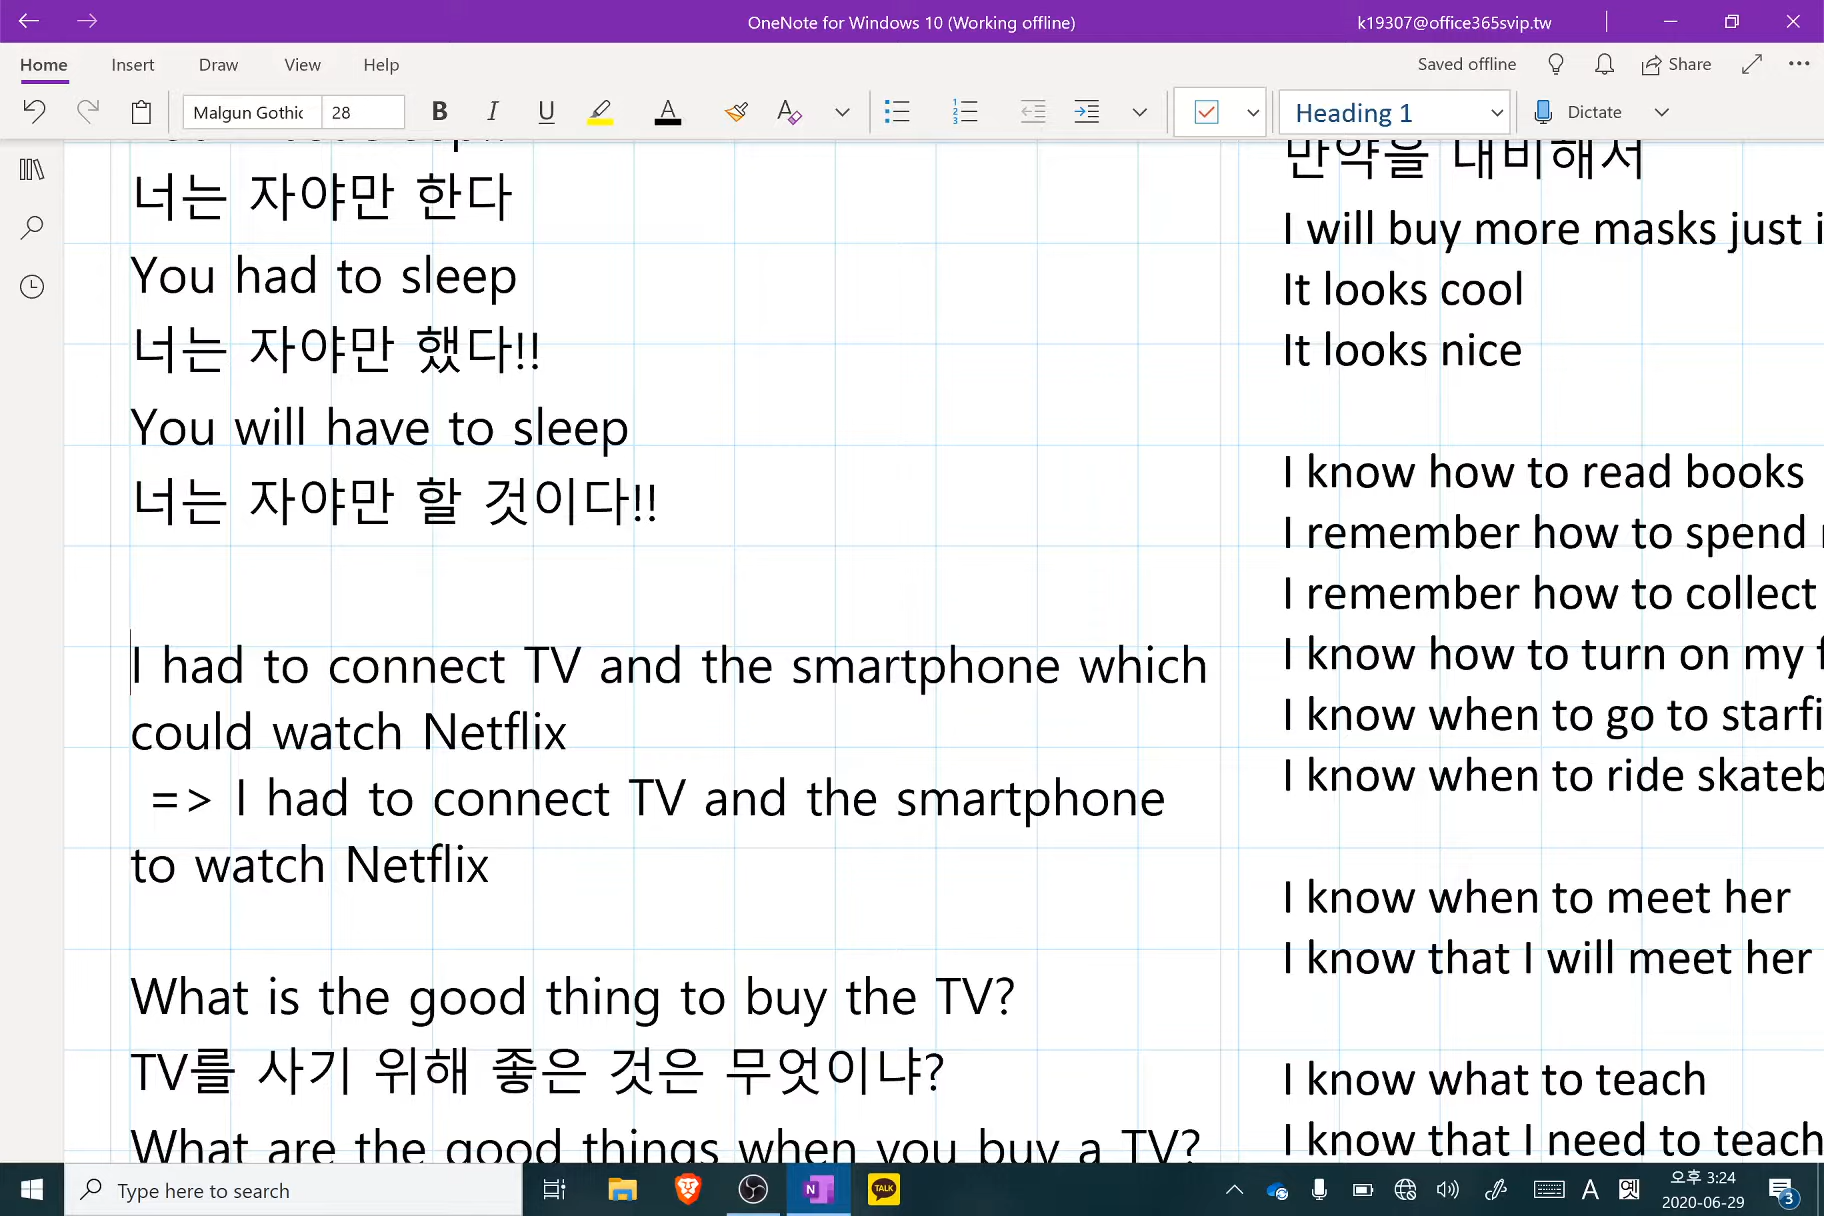 OneNote for Windows 10 (Working offline)
k19307@office365svip.tw
Home
Insert
Draw
View
Help
Saved offline
Share
Malgun Gothic
28
Heading 1
Dictate
너는 자야만 한다
You had to sleep
너는 자야만 했다!!
You will have to sleep
너는 자야만 할 것이다!!
I had to connect TV and the smartphone which
could watch Netflix
=> I had to connect TV and the smartphone
to watch Netflix
What is the good thing to buy the TV?
TV를 사기 위해 좋은 것은 무엇이냐?
What are the good things when you buy a TV?
만약을 대비해서
I will buy more masks just i
It looks cool
It looks nice
I know how to read books
I remember how to spend
I remember how to collect
I know how to turn on my f
I know when to go to starfi
I know when to ride skateb
I know when to meet her
I know that I will meet her
I know what to teach
I know that I need to teach
Type here to search
TALK
A
오후 3:24
2020-06-29
3